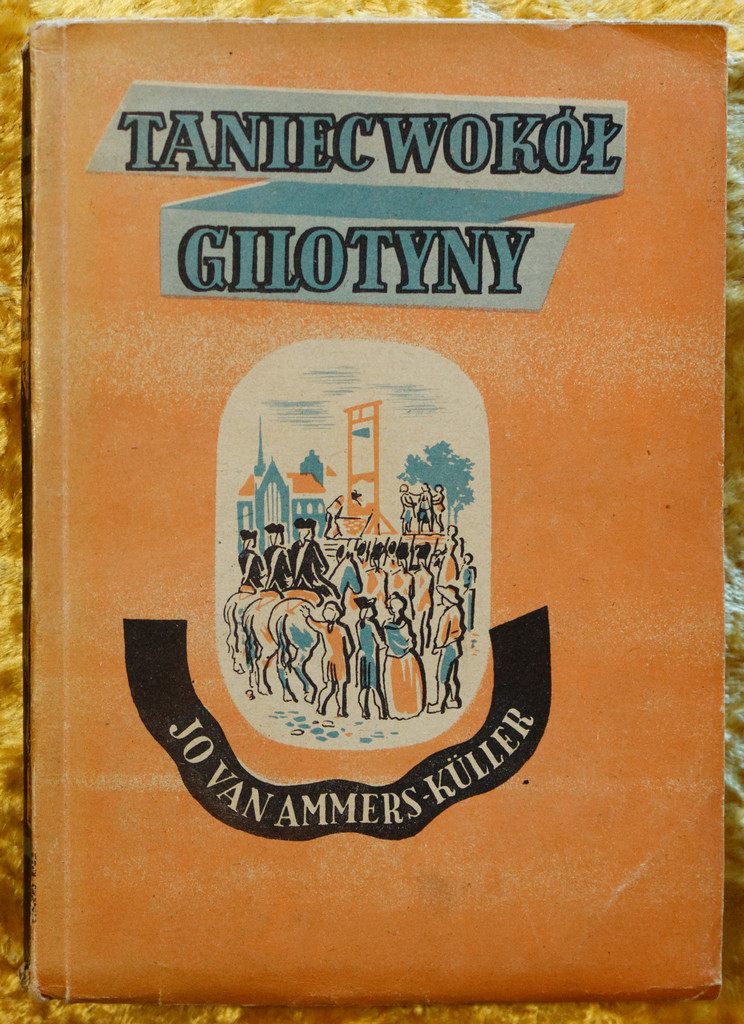 TANIEC WOKÓŁ
GILOTYNY
JO VAN AMMERS-KÜLLER